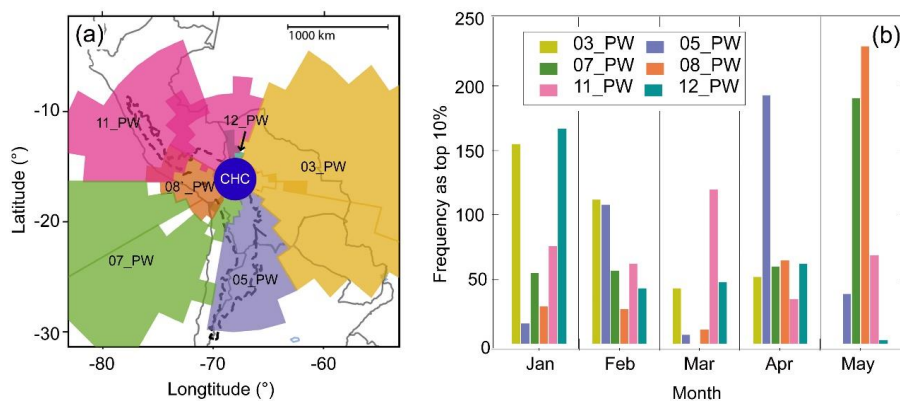 (a)
1000 km
11_PW
12_PW
03_PW
CHC
08_PW
07_PW
05_PW
Latitude (°)
-10
-20
-30
-80
-70
-60
Longtitude (°)
(b)
03_PW
05_PW
07_PW
08_PW
11_PW
12_PW
Frequency as top 10%
250
200
150
100
50
0
Jan
Feb
Mar
Apr
May
Month